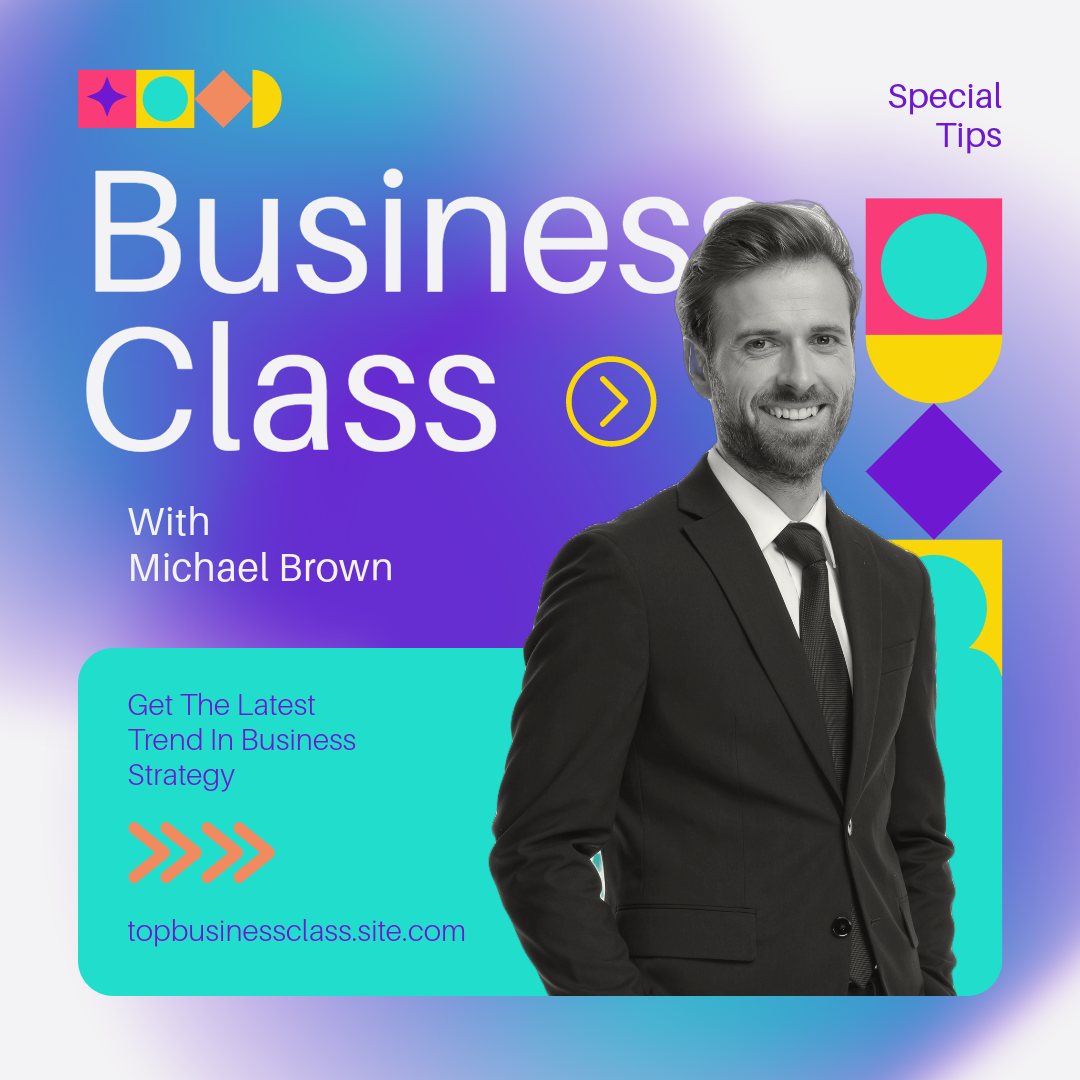 Special
Tips
Business
Class
With
Michael Brown
Get The Latest
Trend In Business
Strategy
topbusinessclass.site.com